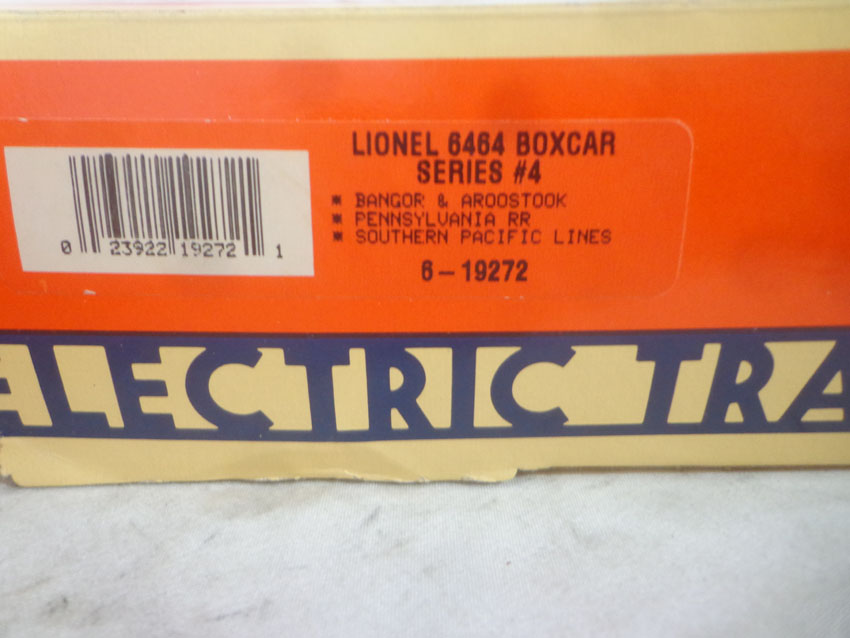 LIONEL 6464 BOXCAR
SERIES #4
* BANGOR & AROOSTOOK
* PENNSYLVANIA RR
* SOUTHERN PACIFIC LINES
6-19272
0 23922 19272 1
ELECTRIC TRA